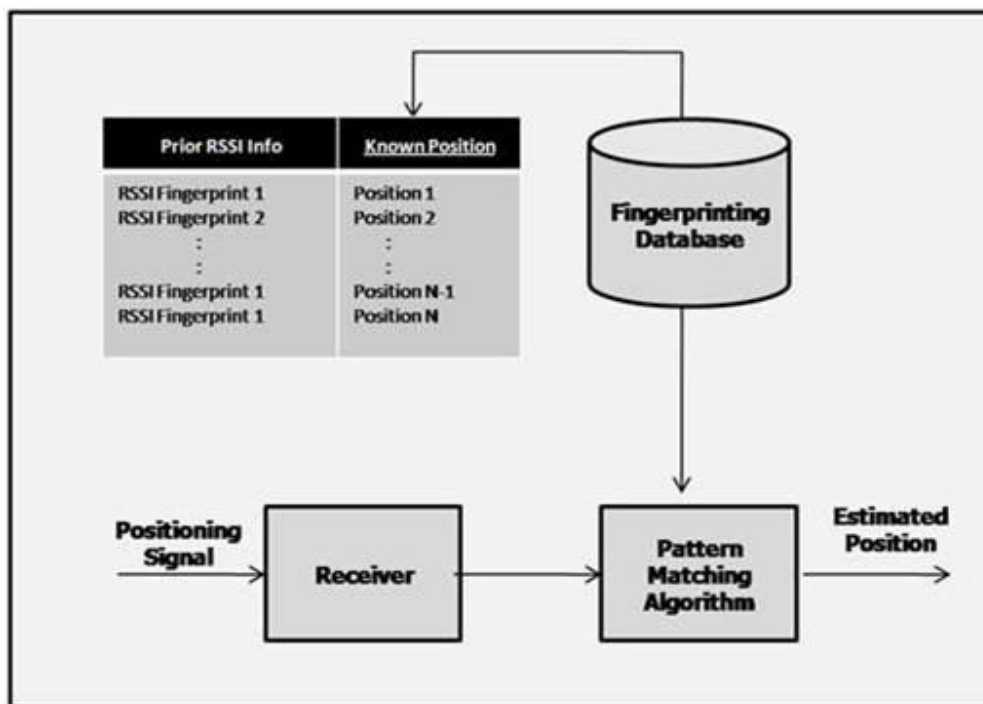 Prior RSSI Info Known Position
RSSI Fingerprint 1 Position 1
RSSI Fingerprint 2 Position 2
: :
: :
RSSI Fingerprint 1 Position N-1
RSSI Fingerprint 1 Position N
Fingerprinting
Database
Positioning
Signal
Receiver
Pattern
Matching
Algorithm
Estimated
Position